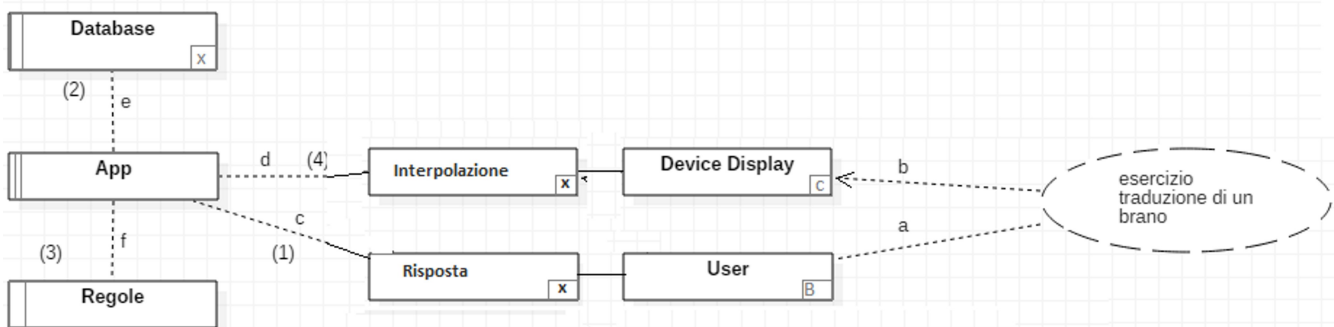 Database
x
(2)
e
App
d
(4)
Interpolazione
x
Device Display
c
b
esercizio
traduzione di un
brano
a
c
(3)
f
(1)
Risposta
x
User
B
Regole